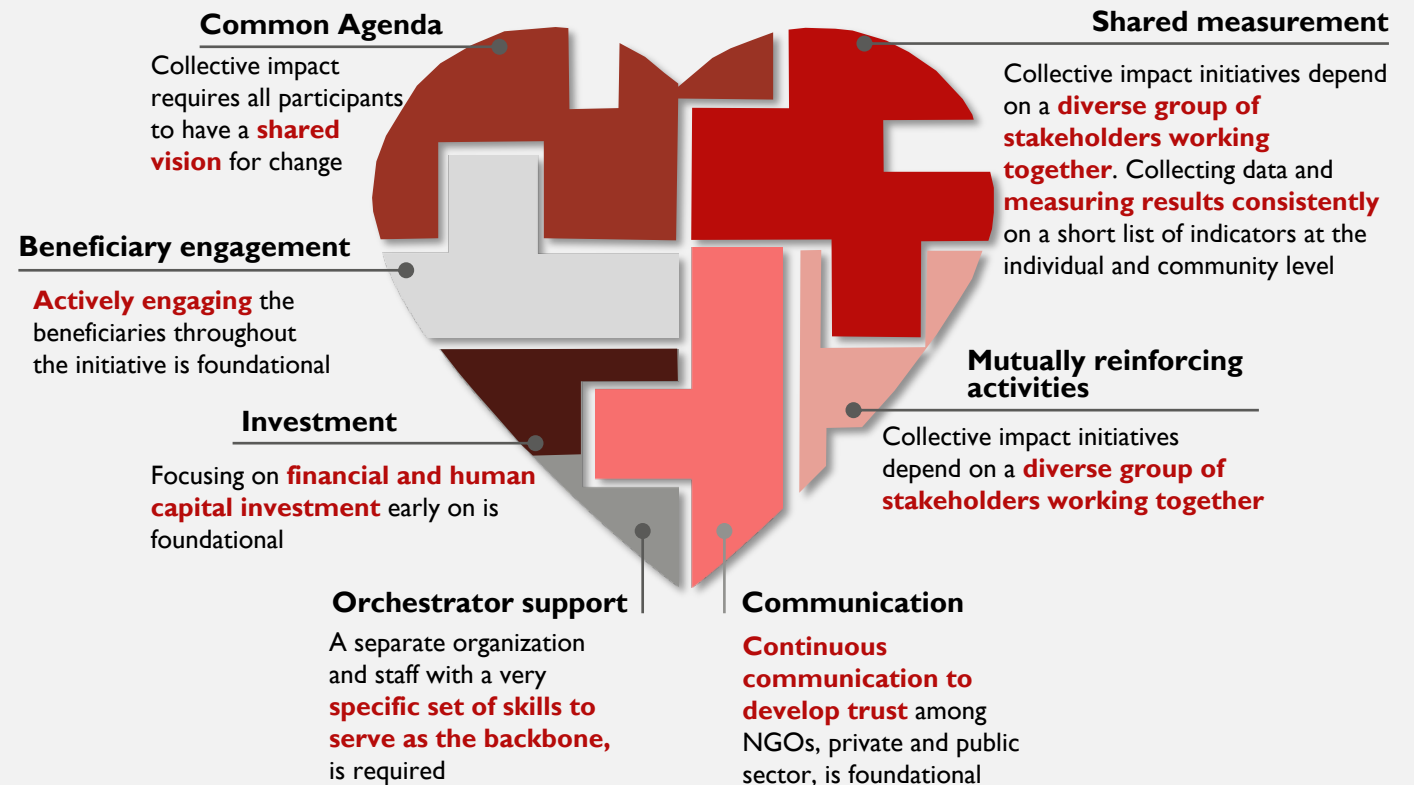 Common Agenda
Collective impact
requires all participants
to have a shared
vision for change
Shared measurement
Collective impact initiatives depend
on a diverse group of
stakeholders working
together. Collecting data and
measuring results consistently
on a short list of indicators at the
individual and community level
Beneficiary engagement
Actively engaging the
beneficiaries throughout
the initiative is foundational
Mutually reinforcing
activities
Collective impact initiatives
depend on a diverse group of
stakeholders working together
Investment
Focusing on financial and human
capital investment early on is
foundational
Orchestrator support
A separate organization
and staff with a very
specific set of skills to
serve as the backbone,
is required
Communication
Continuous
communication to
develop trust among
NGOs, private and public
sector, is foundational